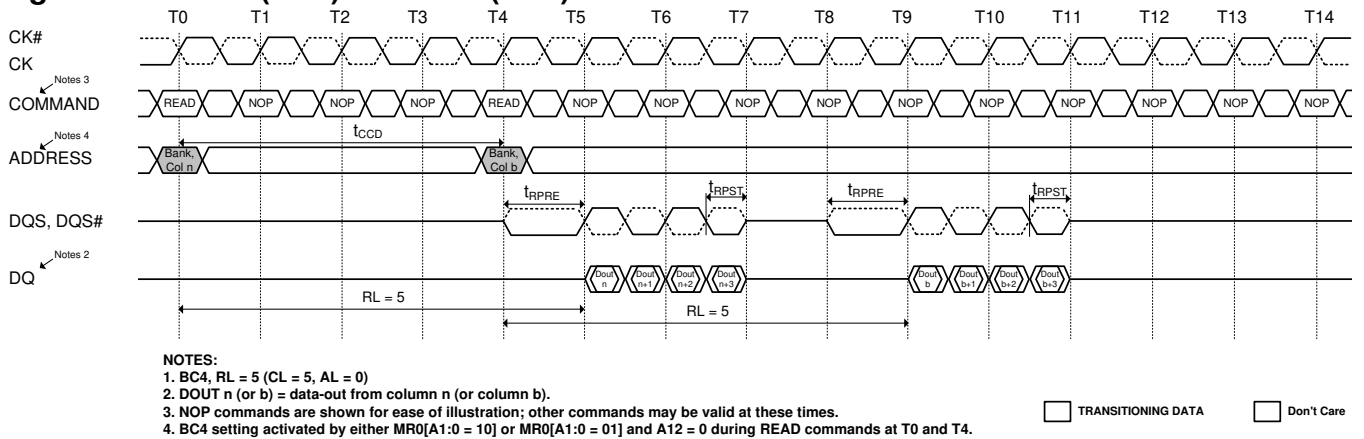 T0 T1 T2 T3 T4 T5 T6 T7 T8 T9 T10 T11 T12 T13 T14
CK#
CK
Notes 3
COMMAND READ NOP NOP NOP READ NOP NOP NOP NOP NOP NOP NOP NOP NOP NOP
tCCD
Notes 4
ADDRESS Bank, Col n Bank, Col b
tRPRE tRPST tRPRE tRPST
DQS, DQS#
Notes 2
DQ Dout n Dout n+1 Dout n+2 Dout n+3 Dout b Dout b+1 Dout b+2 Dout b+3
RL = 5
RL = 5
NOTES:
1. BC4, RL = 5 (CL = 5, AL = 0)
2. DOUT n (or b) = data-out from column n (or column b).
3. NOP commands are shown for ease of illustration; other commands may be valid at these times.
4. BC4 setting activated by either MR0[A1:0 = 10] or MR0[A1:0 = 01] and A12 = 0 during READ commands at T0 and T4.
TRANSITIONING DATA Don't Care